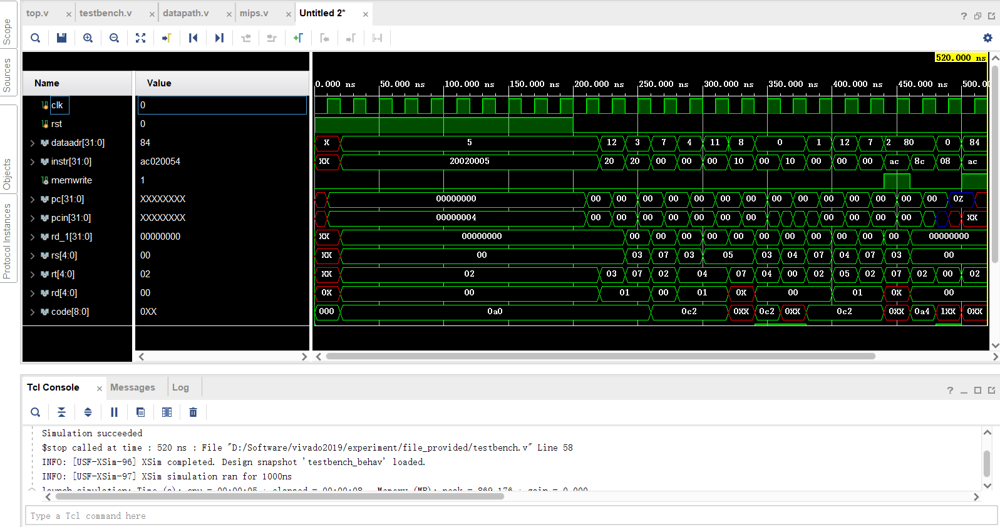 top.v × testbench.v × datapath.v × mips.v × Untitled 2* ×
Scope
Sources
Objects
Protocol Instances
520.000 ns
Name Value
0.000 ns 50.000 ns 100.000 ns 150.000 ns 200.000 ns 250.000 ns 300.000 ns 350.000 ns 400.000 ns 450.000 ns 500.0
clk 0
rst 0
dataadr[31:0] 84 X 5 12 3 7 4 11 8 0 1 12 7 2 80 0 84
instr[31:0] ac020054 XX 20020005 20 20 00 00 00 10 00 10 00 00 00 ac 8c 08 ac
memwrite 1
pc[31:0] XXXXXXXX 00000000 00 00 00 00 00 00 00 00 00 00 00 00 00 00 0Z
pcin[31:0] XXXXXXXX 00000004 00 00 00 00 00 00 00 00 00 00 00 XX
rd_1[31:0] 00000000 XX 00000000 00 00 00 00 00 00 00 00 00 00 00 00000000
rs[4:0] 00 XX 00 03 07 03 05 03 04 07 04 07 03 00
rt[4:0] 02 XX 02 03 07 02 04 07 04 00 02 05 02 07 02 00 02
rd[4:0] 00 0X 00 01 00 01 0X 00 01 0X 00
code[8:0] 0XX 000 0a0 0c2 0XX 0c2 0XX 0c2 0XX 0a4 1XX 0XX
Tcl Console × Messages Log
Simulation succeeded
$stop called at time : 520 ns : File "D:/Software/vivado2019/experiment/file_provided/testbench.v" Line 58
INFO: [USF-XSim-96] XSim completed. Design snapshot 'testbench_behav' loaded.
INFO: [USF-XSim-97] XSim simulation ran for 1000ns
launch_simulation: Time (s): cpu = 00:00:05 ; elapsed = 00:00:08 . Memory (MB): peak = 869.176 ; gain = 0.000
Type a Tcl command here